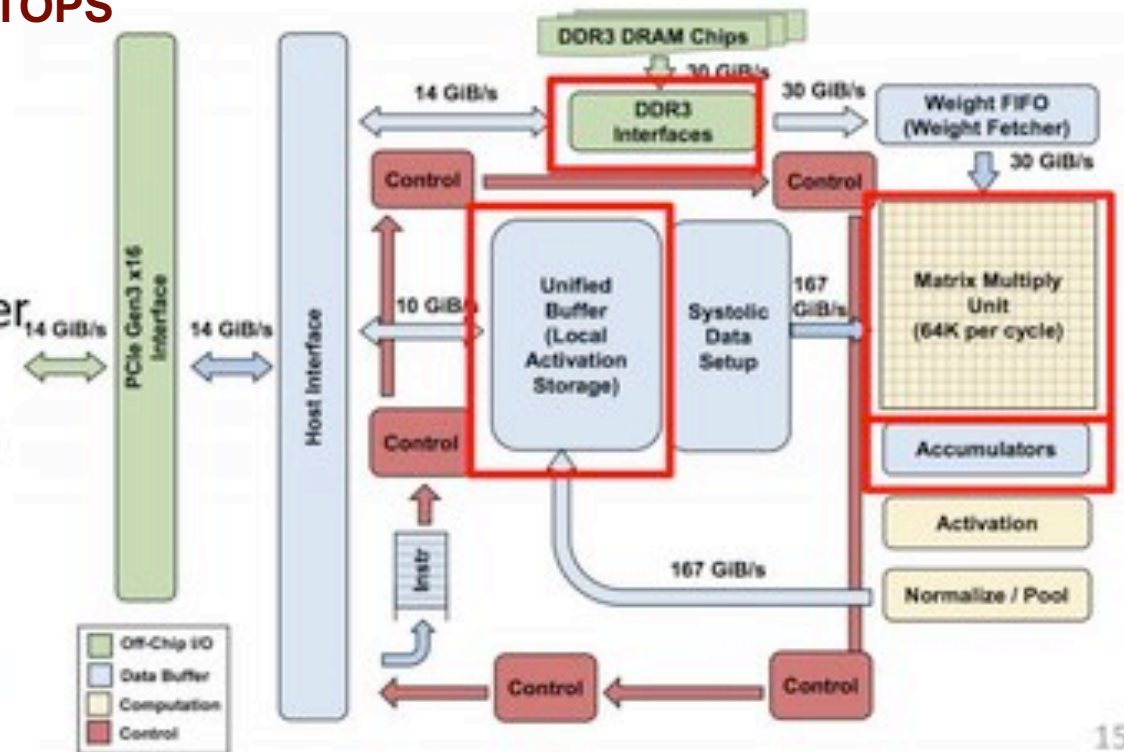 TOPS
DDR3 DRAM Chips
30 GiB/s
14 GiB/s
DDR3
Interfaces
30 GiB/s
Weight FIFO
(Weight Fetcher)
30 GiB/s
Control
Control
PCIe Gen3 x16
Interface
Host Interface
Unified
Buffer
(Local
Activation
Storage)
Systolic
Data
Setup
167
GiB/s
Matrix Multiply
Unit
(64K per cycle)
er
14 GiB/s
14 GiB/s
10 GiB/s
Control
Accumulators
Activation
Instr
167 GiB/s
Normalize / Pool
Off-Chip I/O
Data Buffer
Computation
Control
Control
Control
15